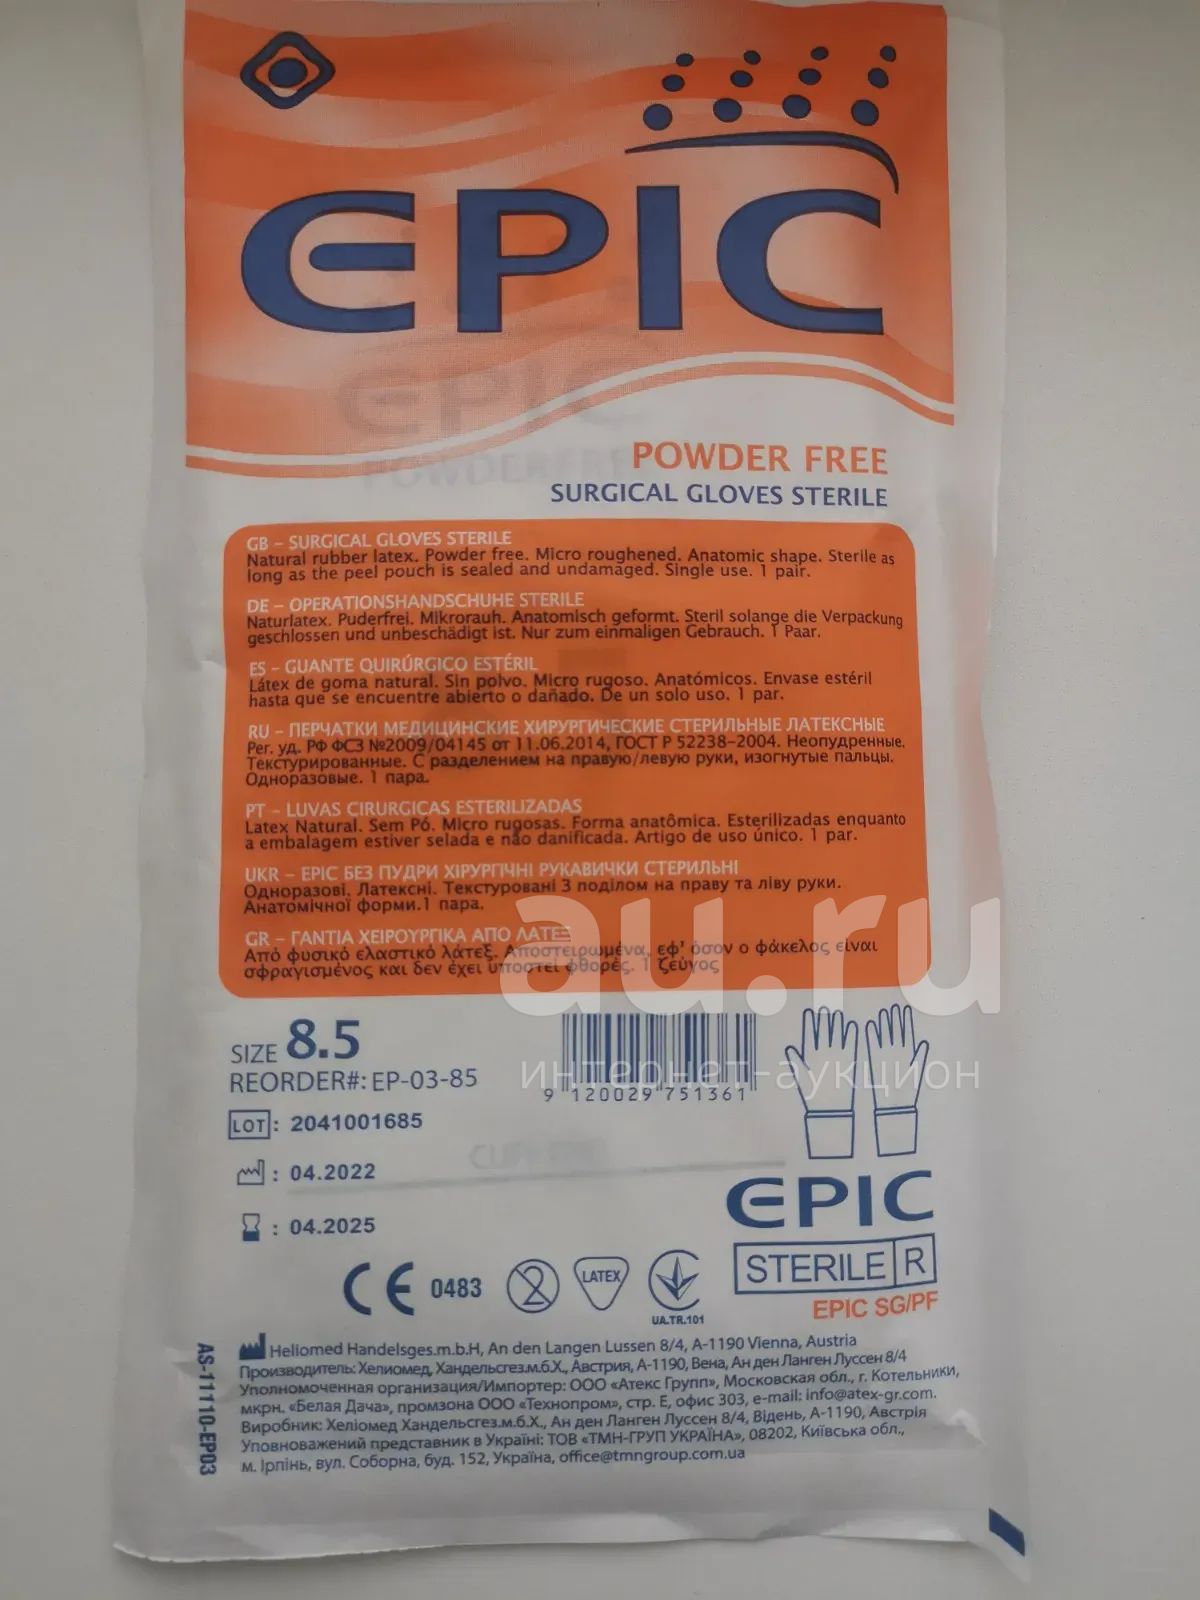 EPIC
POWDER FREE
SURGICAL GLOVES STERILE
GB – SURGICAL GLOVES STERILE
Natural rubber latex. Powder free. Micro roughened. Anatomic shape. Sterile as
long as the peel pouch is sealed and undamaged. Single use. 1 pair.
DE – OPERATIONSHANDSCHUHE STERILE
Naturlatex. Puderfrei. Mikrorauh. Anatomisch geformt. Steril solange die Verpackung
geschlossen und unbeschädigt ist. Nur zum einmaligen Gebrauch. 1 Paar.
ES – GUANTE QUIRÚRGICO ESTÉRIL
Látex de goma natural. Sin polvo. Micro rugoso. Anatómicos. Envase estéril
hasta que se encuentre abierto o dañado. De un solo uso. 1 par.
RU – ПЕРЧАТКИ МЕДИЦИНСКИЕ ХИРУРГИЧЕСКИЕ СТЕРИЛЬНЫЕ ЛАТЕКСНЫЕ
Рег. уд. РФ ФСЗ №2009/04145 от 11.06.2014, ГОСТ Р 52238-2004. Неопудренные.
Текстурированные. С разделением на правую/левую руки, изогнутые пальцы.
Одноразовые. 1 пара.
PT – LUVAS CIRURGICAS ESTERILIZADAS
Latex Natural. Sem Pó. Micro rugosas. Forma anatômica. Esterilizadas enquanto
a embalagem estiver selada e não danificada. Artigo de uso único. 1 par.
UKR – EPIC БЕЗ ПУДРИ ХІРУРГІЧНІ РУКАВИЧКИ СТЕРИЛЬНІ
Одноразові. Латексні. Текстуровані З поділом на праву та ліву руки.
Анатомічної форми.1 пара.
GR – ΓΑΝΤΙΑ ΧΕΙΡΟΥΡΓΙΚΑ ΑΠΟ ΛΑΤΕΞ
Από φυσικό ελαστικό λάτεξ. Αποστειρωμένα, εφ' όσον ο φάκελος είναι
σφραγισμένος και δεν έχει υποστεί φθορές. 1 ζεύγος
au.ru
интернет-аукцион
SIZE 8.5
REORDER#: EP-03-85
9 120029 751361
LOT : 2041001685
: 04.2022
: 04.2025
EPIC
STERILE R
EPIC SG/PF
CE 0483
2
LATEX
UA.TR.101
AS-11110-EP03
Heliomed Handelsges.m.b.H, An den Langen Lussen 8/4, A-1190 Vienna, Austria
Производитель: Хелиомед, Хандельсгез.м.б.Х., Австрия, А-1190, Вена, Ан ден Ланген Луссен 8/4
Уполномоченная организация/Импортер: ООО «Атекс Групп», Московская обл., г. Котельники,
мкрн. «Белая Дача», промзона ООО «Технопром», стр. Е, офис 303, e-mail: info@atex-gr.com.
Виробник: Хеліомед Хандельсгез.м.б.Х., Ан ден Ланген Луссен 8/4, Відень, А-1190, Австрія
Уповноважений представник в Україні: ТОВ «ТМН-ГРУП УКРАЇНА», 08202, Київська обл.,
м. Ірпінь, вул. Соборна, буд. 152, Україна, office@tmngroup.com.ua